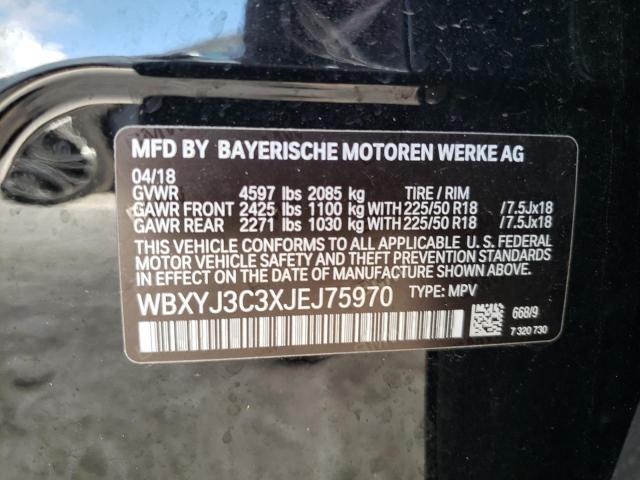 MFD BY BAYERISCHE MOTOREN WERKE AG
04/18
GVWR 4597 lbs 2085 kg TIRE / RIM
GAWR FRONT 2425 lbs 1100 kg WITH 225/50 R18 /7.5Jx18
GAWR REAR 2271 lbs 1030 kg WITH 225/50 R18 /7.5Jx18
THIS VEHICLE CONFORMS TO ALL APPLICABLE U. S. FEDERAL
MOTOR VEHICLE SAFETY AND THEFT PREVENTION STANDARDS
IN EFFECT ON THE DATE OF MANUFACTURE SHOWN ABOVE.
WBXYJ3C3XJEJ75970 TYPE: MPV
668/9
7 320 730